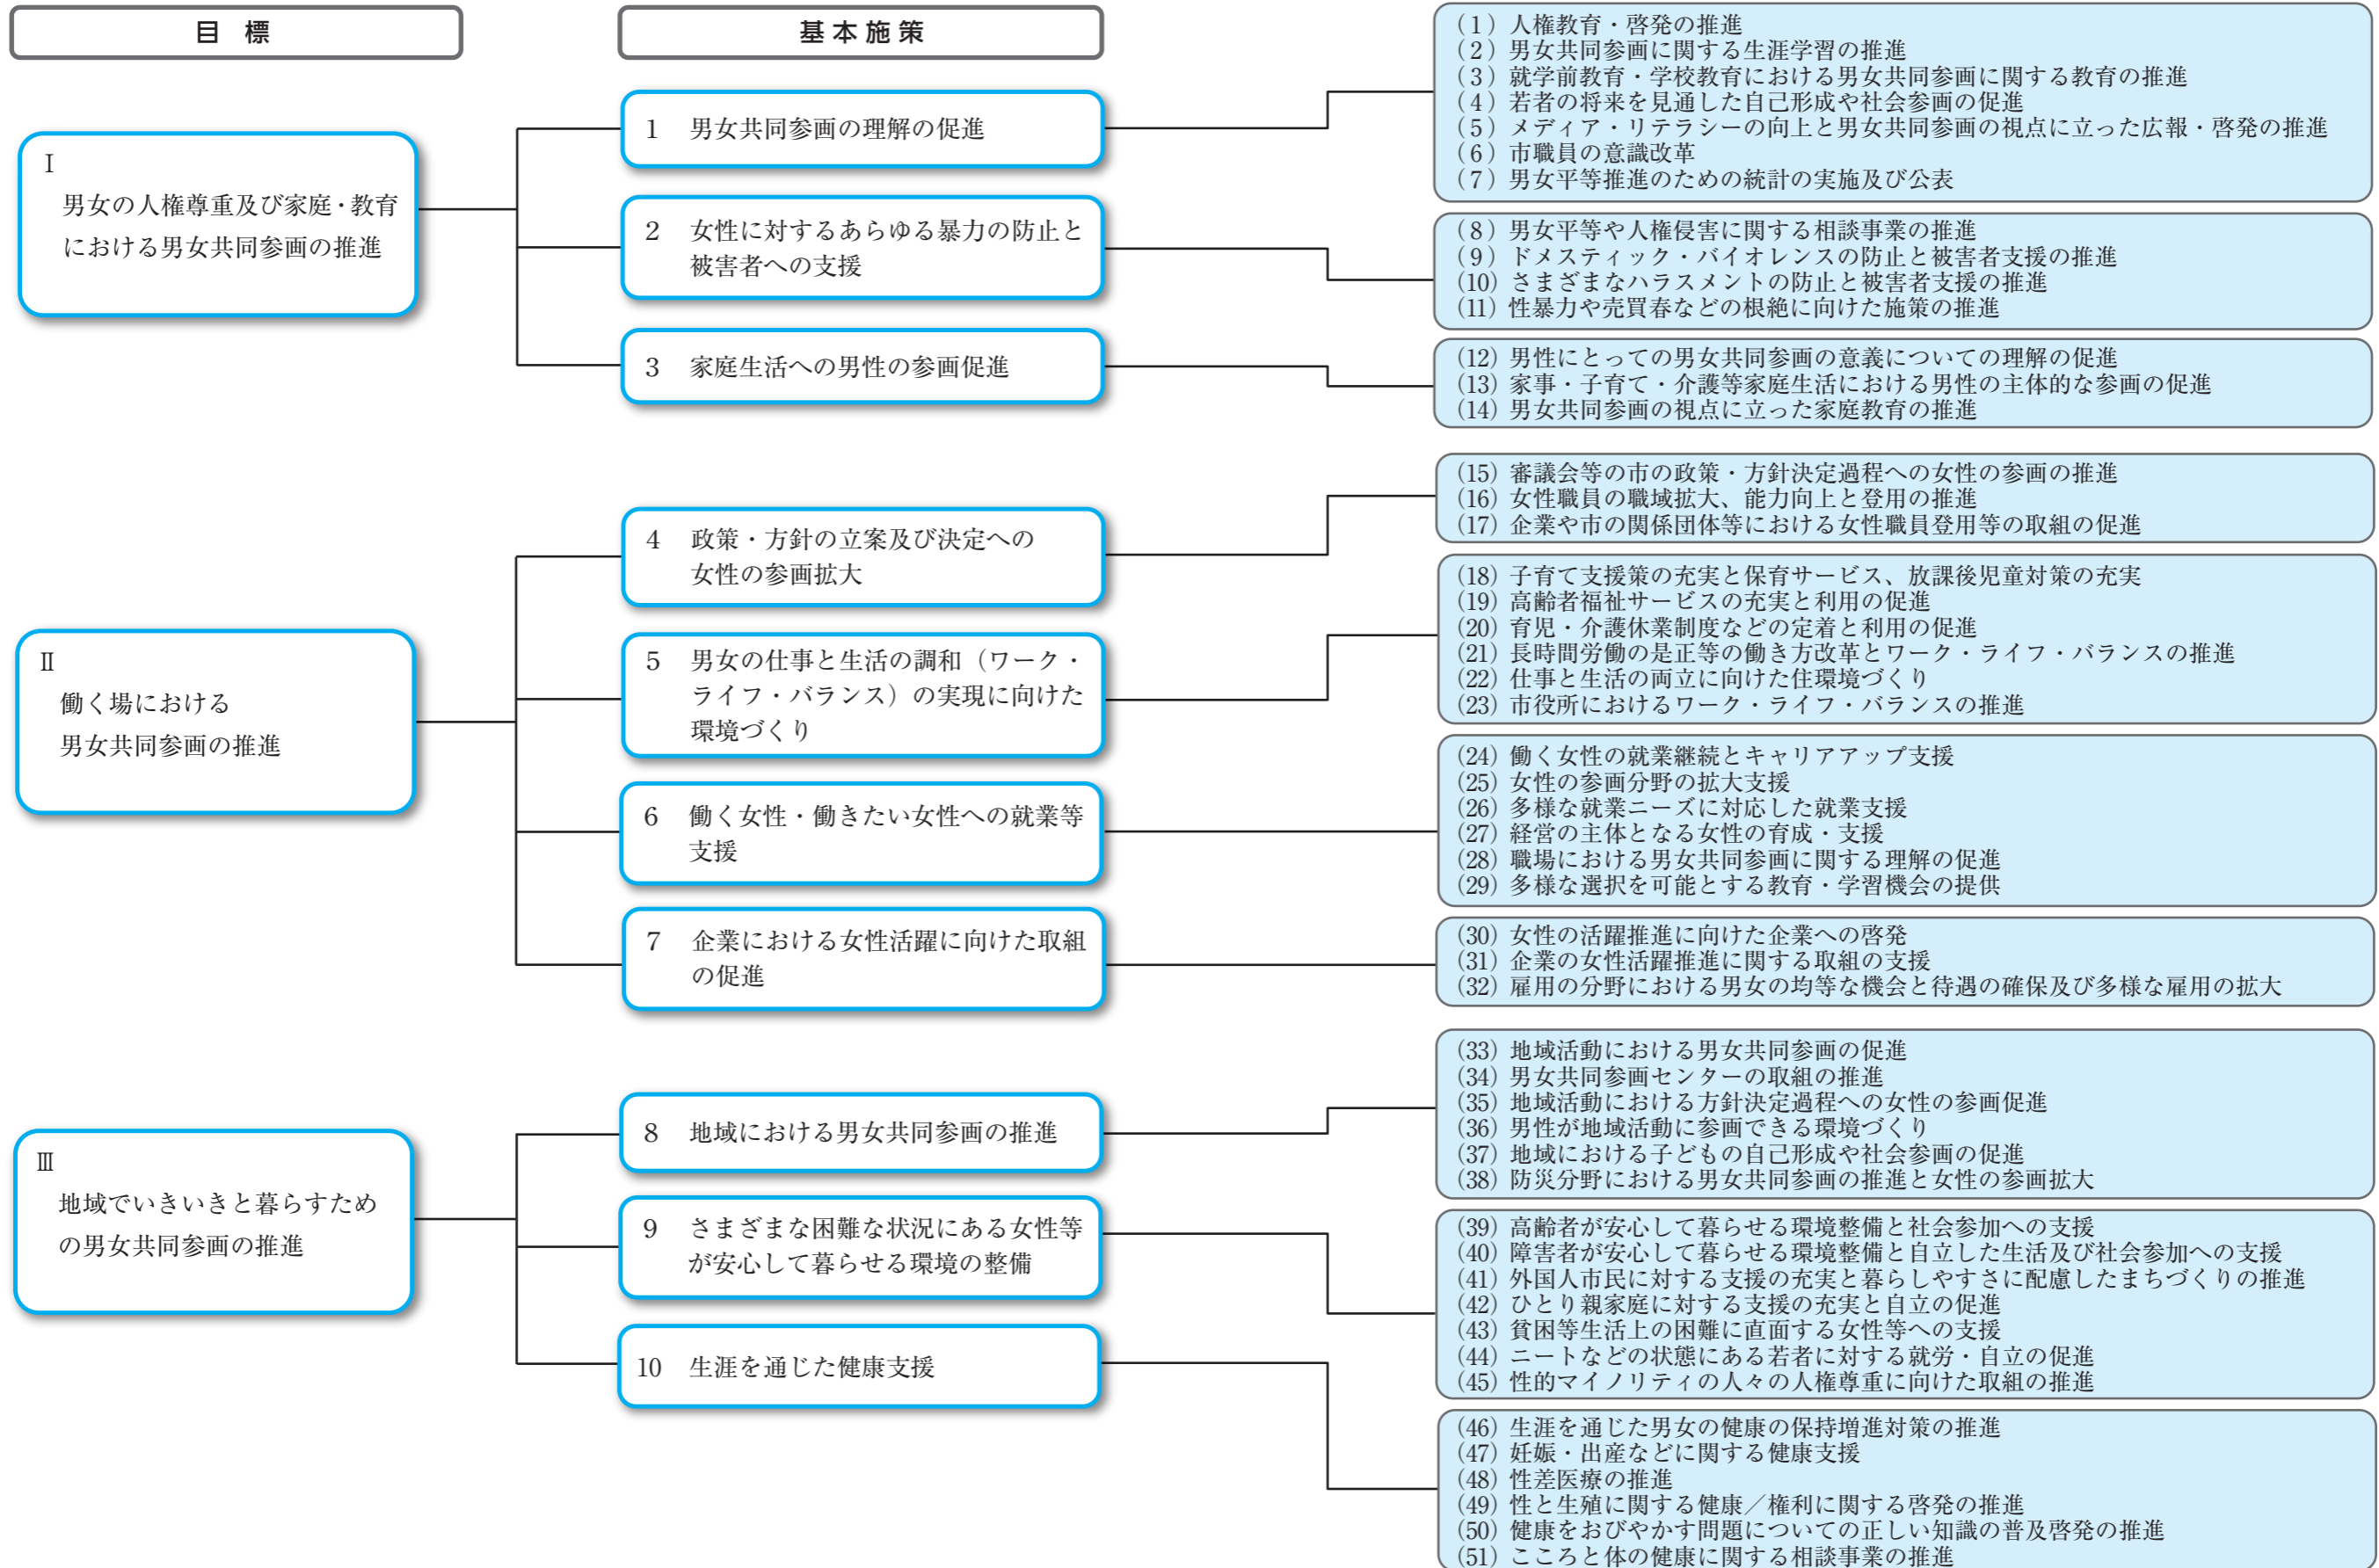 目 標
基 本 施 策
Ⅰ
男女の人権尊重及び家庭・教育
における男女共同参画の推進
1 男女共同参画の理解の促進
(1) 人権教育・啓発の推進
(2) 男女共同参画に関する生涯学習の推進
(3) 就学前教育・学校教育における男女共同参画に関する教育の推進
(4) 若者の将来を見通した自己形成や社会参画の促進
(5) メディア・リテラシーの向上と男女共同参画の視点に立った広報・啓発の推進
(6) 市職員の意識改革
(7) 男女平等推進のための統計の実施及び公表
2 女性に対するあらゆる暴力の防止と
被害者への支援
(8) 男女平等や人権侵害に関する相談事業の推進
(9) ドメスティック・バイオレンスの防止と被害者支援の推進
(10) さまざまなハラスメントの防止と被害者支援の推進
(11) 性暴力や売買春などの根絶に向けた施策の推進
3 家庭生活への男性の参画促進
(12) 男性にとっての男女共同参画の意義についての理解の促進
(13) 家事・子育て・介護等家庭生活における男性の主体的な参画の促進
(14) 男女共同参画の視点に立った家庭教育の推進
Ⅱ
働く場における
男女共同参画の推進
4 政策・方針の立案及び決定への
女性の参画拡大
(15) 審議会等の市の政策・方針決定過程への女性の参画の推進
(16) 女性職員の職域拡大、能力向上と登用の推進
(17) 企業や市の関係団体等における女性職員登用等の取組の促進
5 男女の仕事と生活の調和（ワーク・
ライフ・バランス）の実現に向けた
環境づくり
(18) 子育て支援策の充実と保育サービス、放課後児童対策の充実
(19) 高齢者福祉サービスの充実と利用の促進
(20) 育児・介護休業制度などの定着と利用の促進
(21) 長時間労働の是正等の働き方改革とワーク・ライフ・バランスの推進
(22) 仕事と生活の両立に向けた住環境づくり
(23) 市役所におけるワーク・ライフ・バランスの推進
6 働く女性・働きたい女性への就業等
支援
(24) 働く女性の就業継続とキャリアアップ支援
(25) 女性の参画分野の拡大支援
(26) 多様な就業ニーズに対応した就業支援
(27) 経営の主体となる女性の育成・支援
(28) 職場における男女共同参画に関する理解の促進
(29) 多様な選択を可能とする教育・学習機会の提供
7 企業における女性活躍に向けた取組
の促進
(30) 女性の活躍推進に向けた企業への啓発
(31) 企業の女性活躍推進に関する取組の支援
(32) 雇用の分野における男女の均等な機会と待遇の確保及び多様な雇用の拡大
Ⅲ
地域でいきいきと暮らすため
の男女共同参画の推進
8 地域における男女共同参画の推進
(33) 地域活動における男女共同参画の促進
(34) 男女共同参画センターの取組の推進
(35) 地域活動における方針決定過程への女性の参画促進
(36) 男性が地域活動に参画できる環境づくり
(37) 地域における子どもの自己形成や社会参画の促進
(38) 防災分野における男女共同参画の推進と女性の参画拡大
9 さまざまな困難な状況にある女性等
が安心して暮らせる環境の整備
(39) 高齢者が安心して暮らせる環境整備と社会参加への支援
(40) 障害者が安心して暮らせる環境整備と自立した生活及び社会参加への支援
(41) 外国人市民に対する支援の充実と暮らしやすさに配慮したまちづくりの推進
(42) ひとり親家庭に対する支援の充実と自立の促進
(43) 貧困等生活上の困難に直面する女性等への支援
(44) ニートなどの状態にある若者に対する就労・自立の促進
(45) 性的マイノリティの人々の人権尊重に向けた取組の推進
10 生涯を通じた健康支援
(46) 生涯を通じた男女の健康の保持増進対策の推進
(47) 妊娠・出産などに関する健康支援
(48) 性差医療の推進
(49) 性と生殖に関する健康／権利に関する啓発の推進
(50) 健康をおびやかす問題についての正しい知識の普及啓発の推進
(51) こころと体の健康に関する相談事業の推進